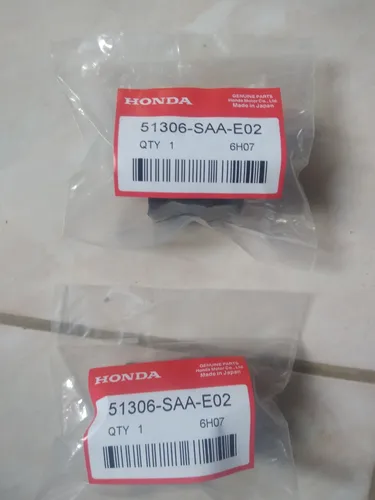 HONDA
GENUINE PARTS
Honda Motor Co., Ltd.
Made in Japan
51306-SAA-E02
QTY 1 6H07
HONDA
GENUINE PARTS
Honda Motor Co., Ltd.
Made in Japan
51306-SAA-E02
QTY 1 6H07